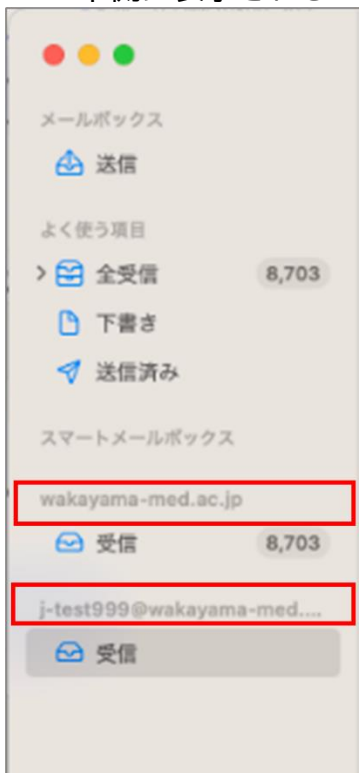 メールボックス
送信
よく使う項目
全受信 8,703
下書き
送信済み
スマートメールボックス
wakayama-med.ac.jp
受信 8,703
j-test999@wakayama-med....
受信